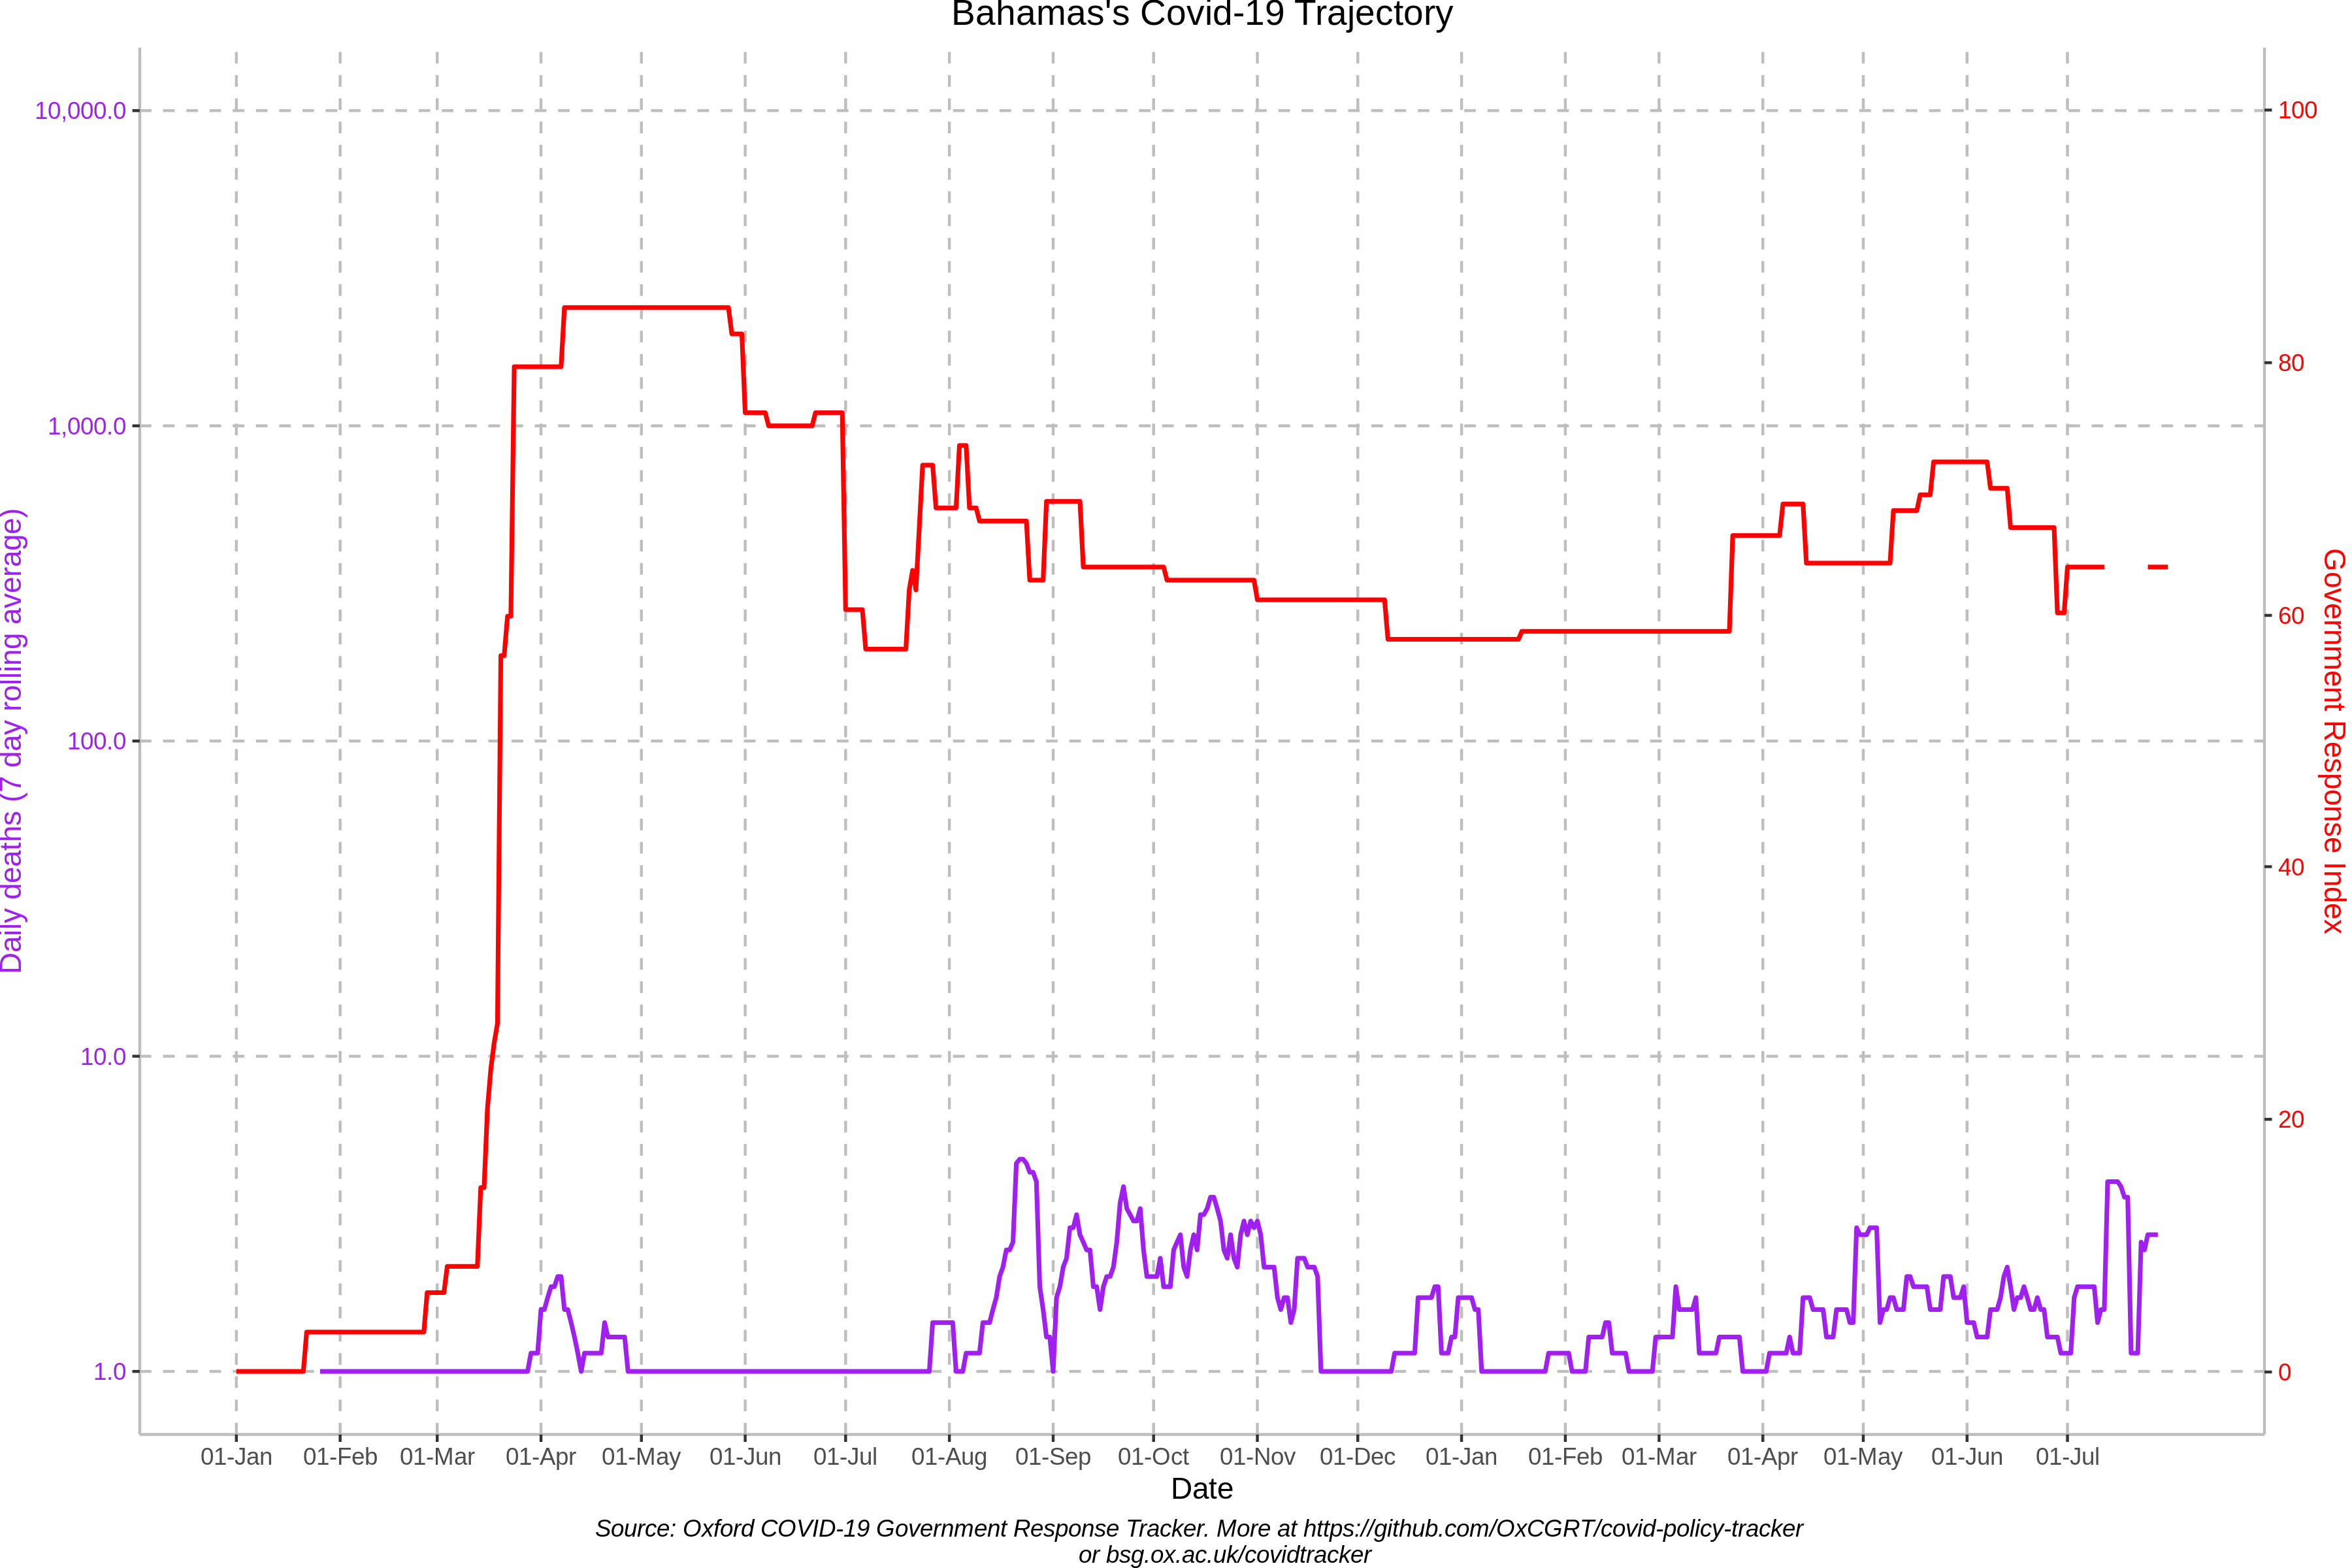 Bahamas's Covid-19 Trajectory
10,000.0
1,000.0
100.0
10.0
1.0
Daily deaths (7 day rolling average)
100
80
60
40
20
0
Government Response Index
01-Jan 01-Feb 01-Mar 01-Apr 01-May 01-Jun 01-Jul 01-Aug 01-Sep 01-Oct 01-Nov 01-Dec 01-Jan 01-Feb 01-Mar 01-Apr 01-May 01-Jun 01-Jul
Date
Source: Oxford COVID-19 Government Response Tracker. More at https://github.com/OxCGRT/covid-policy-tracker
or bsg.ox.ac.uk/covidtracker